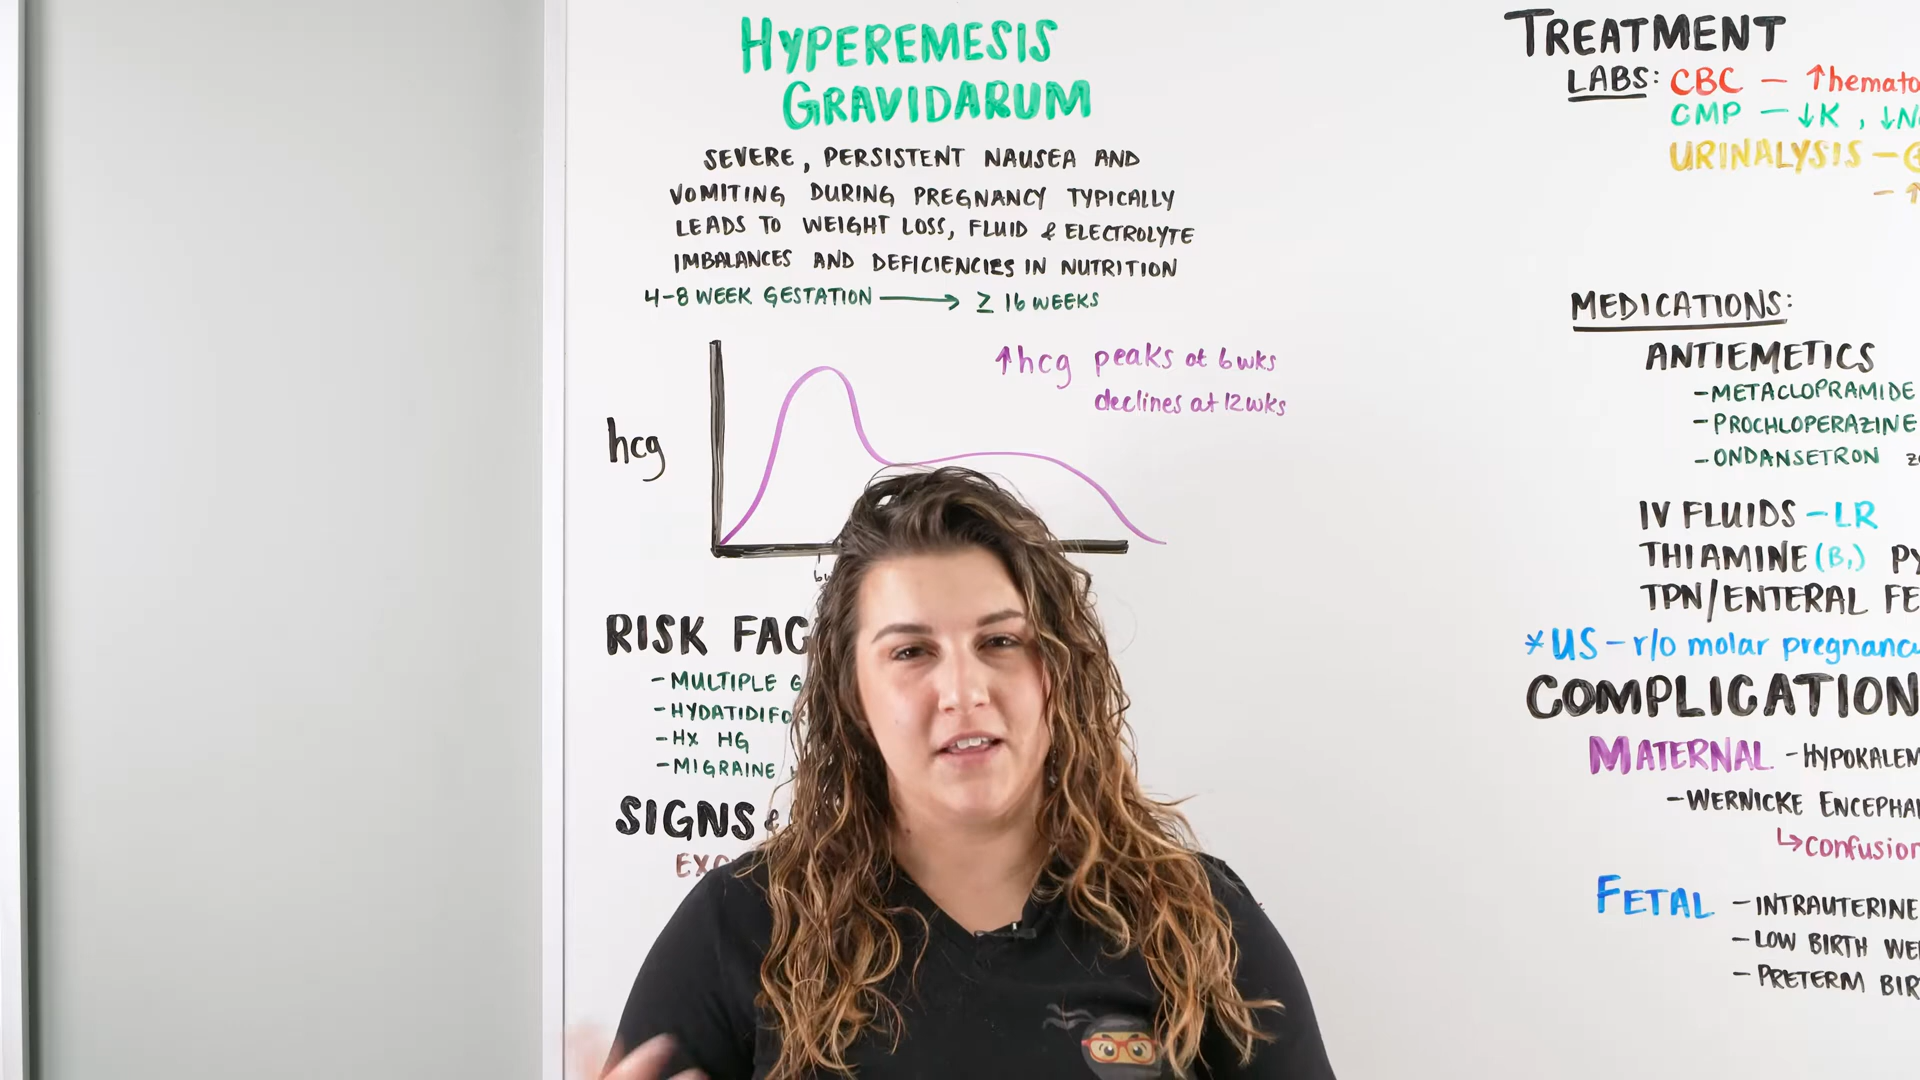 HYPEREMESIS
GRAVIDARUM
SEVERE, PERSISTENT NAUSEA AND
VOMITING DURING PREGNANCY TYPICALLY
LEADS TO WEIGHT LOSS, FLUID & ELECTROLYTE
IMBALANCES AND DEFICIENCIES IN NUTRITION
4-8 WEEK GESTATION → ≥ 16 WEEKS
↑hcg peaks at 6wks
declines at 12wks
hcg
RISK FAC
- MULTIPLE G
- HYDATIDIFO
- HX HG
- MIGRAINE
SIGNS &
EXC
TREATMENT
LABS: CBC - ↑hemato
CMP - ↓K, ↓N
URINALYSIS - 
- ↑
MEDICATIONS:
ANTIEMETICS
- METACLOPRAMIDE
- PROCHLOPERAZINE
- ONDANSETRON
IV FLUIDS - LR
THIAMINE (B1) PY
TPN/ENTERAL FE
*US - r/o molar pregnanc
COMPLICATION
MATERNAL - HYPOKALEM
- WERNICKE ENCEPHA
↳confusion
FETAL - INTRAUTERINE
- LOW BIRTH WE
- PRETERM BIR